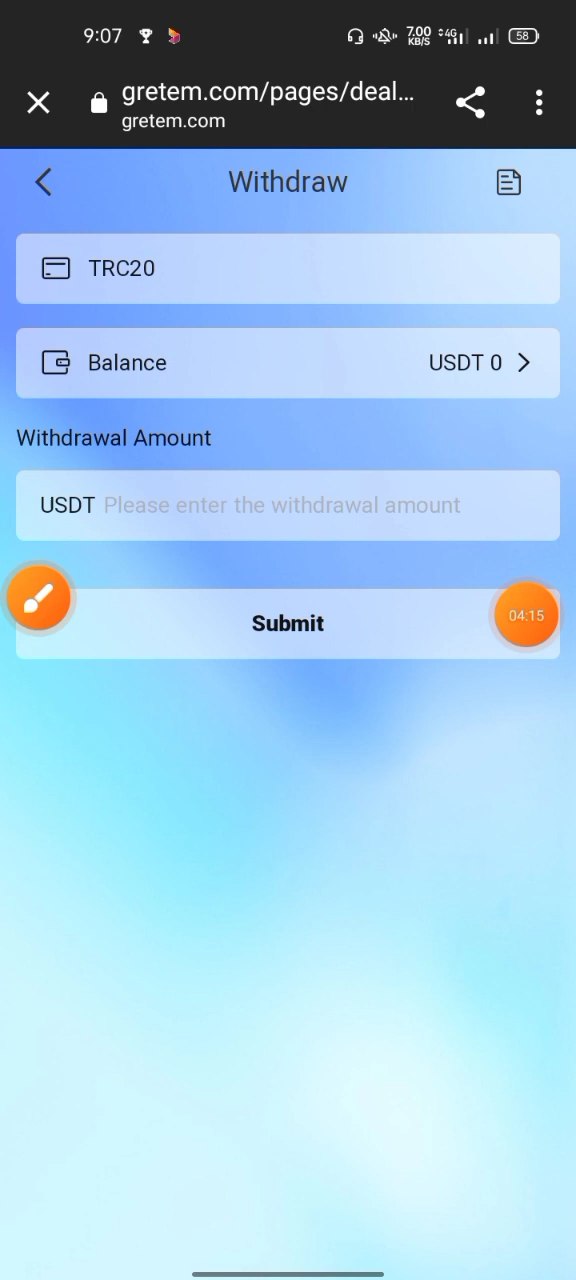 9:07
7.00
KB/S
4G
58
gretem.com/pages/deal...
gretem.com
Withdraw
TRC20
Balance USDT 0
Withdrawal Amount
USDT Please enter the withdrawal amount
Submit
04:15